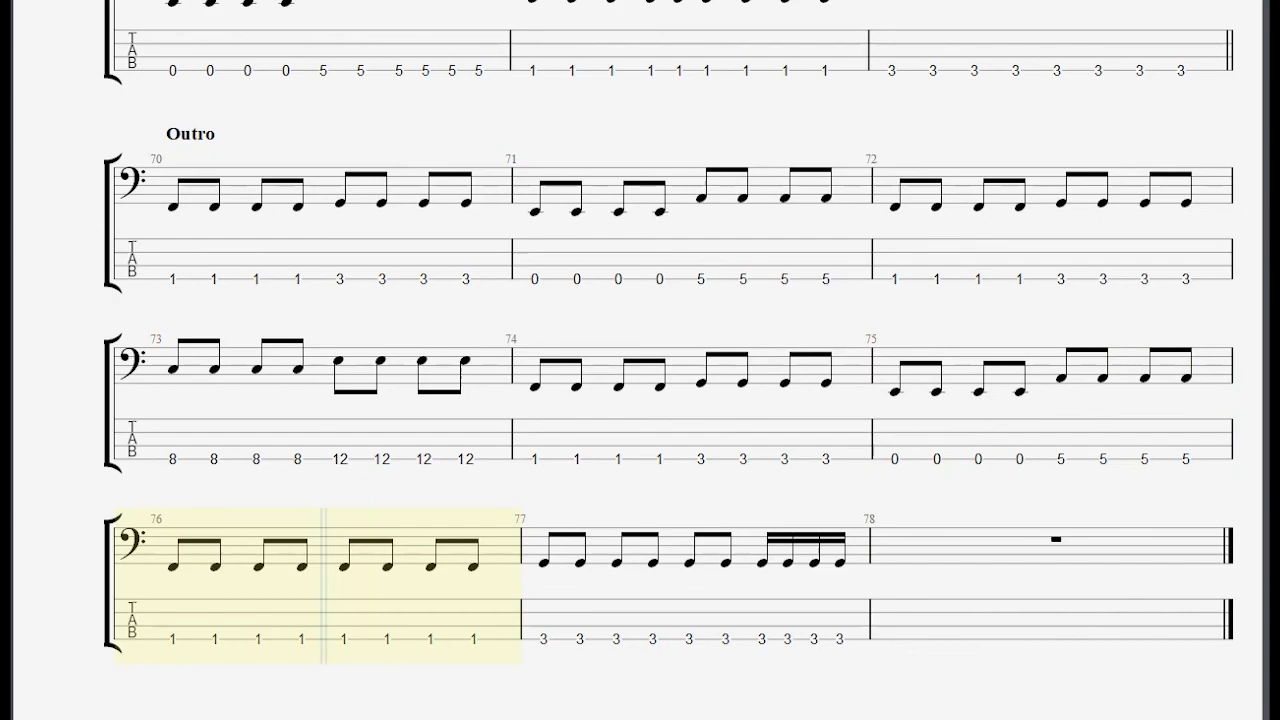 T
A
B
0 0 0 0 5 5 5 5 5 5 1 1 1 1 1 1 1 1 1 3 3 3 3 3 3 3 3
Outro
70 71 72
T
A
B
1 1 1 1 3 3 3 3 0 0 0 0 5 5 5 5 1 1 1 1 3 3 3 3
73 74 75
T
A
B
8 8 8 8 12 12 12 12 1 1 1 1 3 3 3 3 0 0 0 0 5 5 5 5
76 77 78
T
A
B
1 1 1 1 1 1 1 1 3 3 3 3 3 3 3 3 3 3